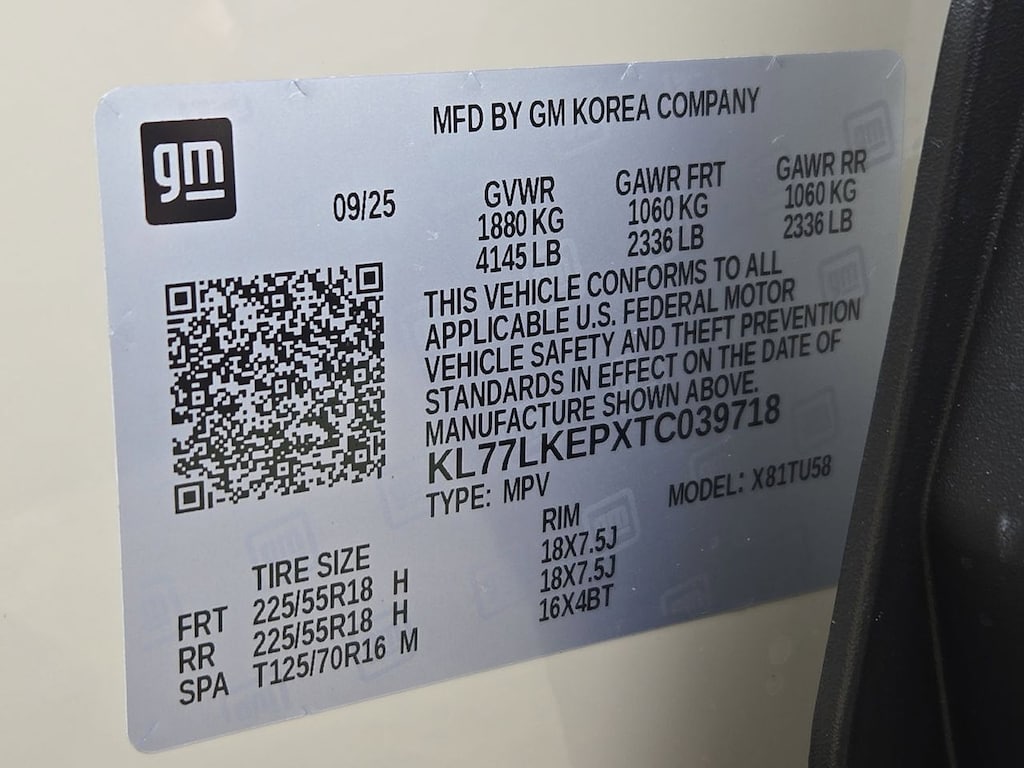 gm
MFD BY GM KOREA COMPANY
09/25
GVWR
1880 KG
4145 LB
GAWR FRT
1060 KG
2336 LB
GAWR RR
1060 KG
2336 LB
THIS VEHICLE CONFORMS TO ALL
APPLICABLE U.S. FEDERAL MOTOR
VEHICLE SAFETY AND THEFT PREVENTION
STANDARDS IN EFFECT ON THE DATE OF
MANUFACTURE SHOWN ABOVE.
KL77LKEPXTC039718
TYPE: MPV
MODEL: X81TU58
TIRE SIZE
RIM
FRT 225/55R18 H 18X7.5J
RR 225/55R18 H 18X7.5J
SPA T125/70R16 M 16X4BT